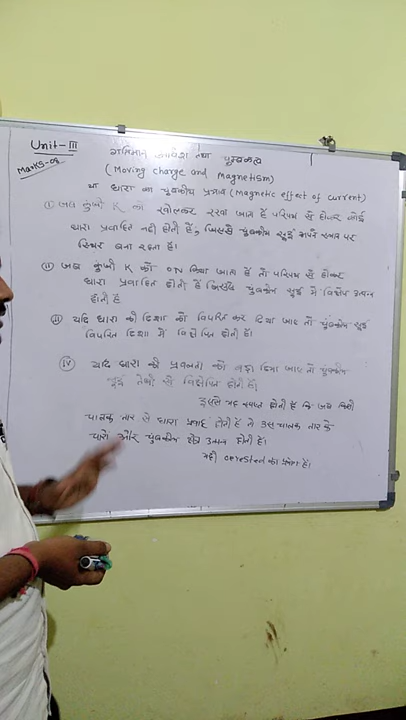 Unit-III
Marks-08
गतिमान आवेश तथा चुम्बकत्व
(Moving charge and Magnetism)
या धारा का चुंबकीय प्रभाव (Magnetic effect of current)
(i) जब कुंजी K को खोलकर रखा जाता है परिपथ से होकर कोई
धारा प्रवाहित नहीं होती है, जिससे चुंबकीय सूई अपने स्थान पर
स्थिर बना रहता है।
(ii) जब कुंजी K को ON किया जाता है तो परिपथ से होकर
धारा प्रवाहित होती है जिससे चुंबकीय सूई में विक्षेप उत्पन्न
होती है
(iii) यदि धारा की दिशा को विपरित कर दिया जाए तो चुंबकीय सूई
विपरित दिशा में विक्षेपित होती है।
(iv) यदि धारा की प्रबलता को बढ़ा दिया जाए तो चुंबकीय
सूई तेजी से विक्षेपित होती है।
इससे यह स्पष्ट होती है कि जब किसी
चालक तार से धारा प्रवाह होती है तो उस चालक तार के
चारो ओर चुंबकीय क्षेत्र उत्पन्न होती है।
यही oersted का प्रयोग है।